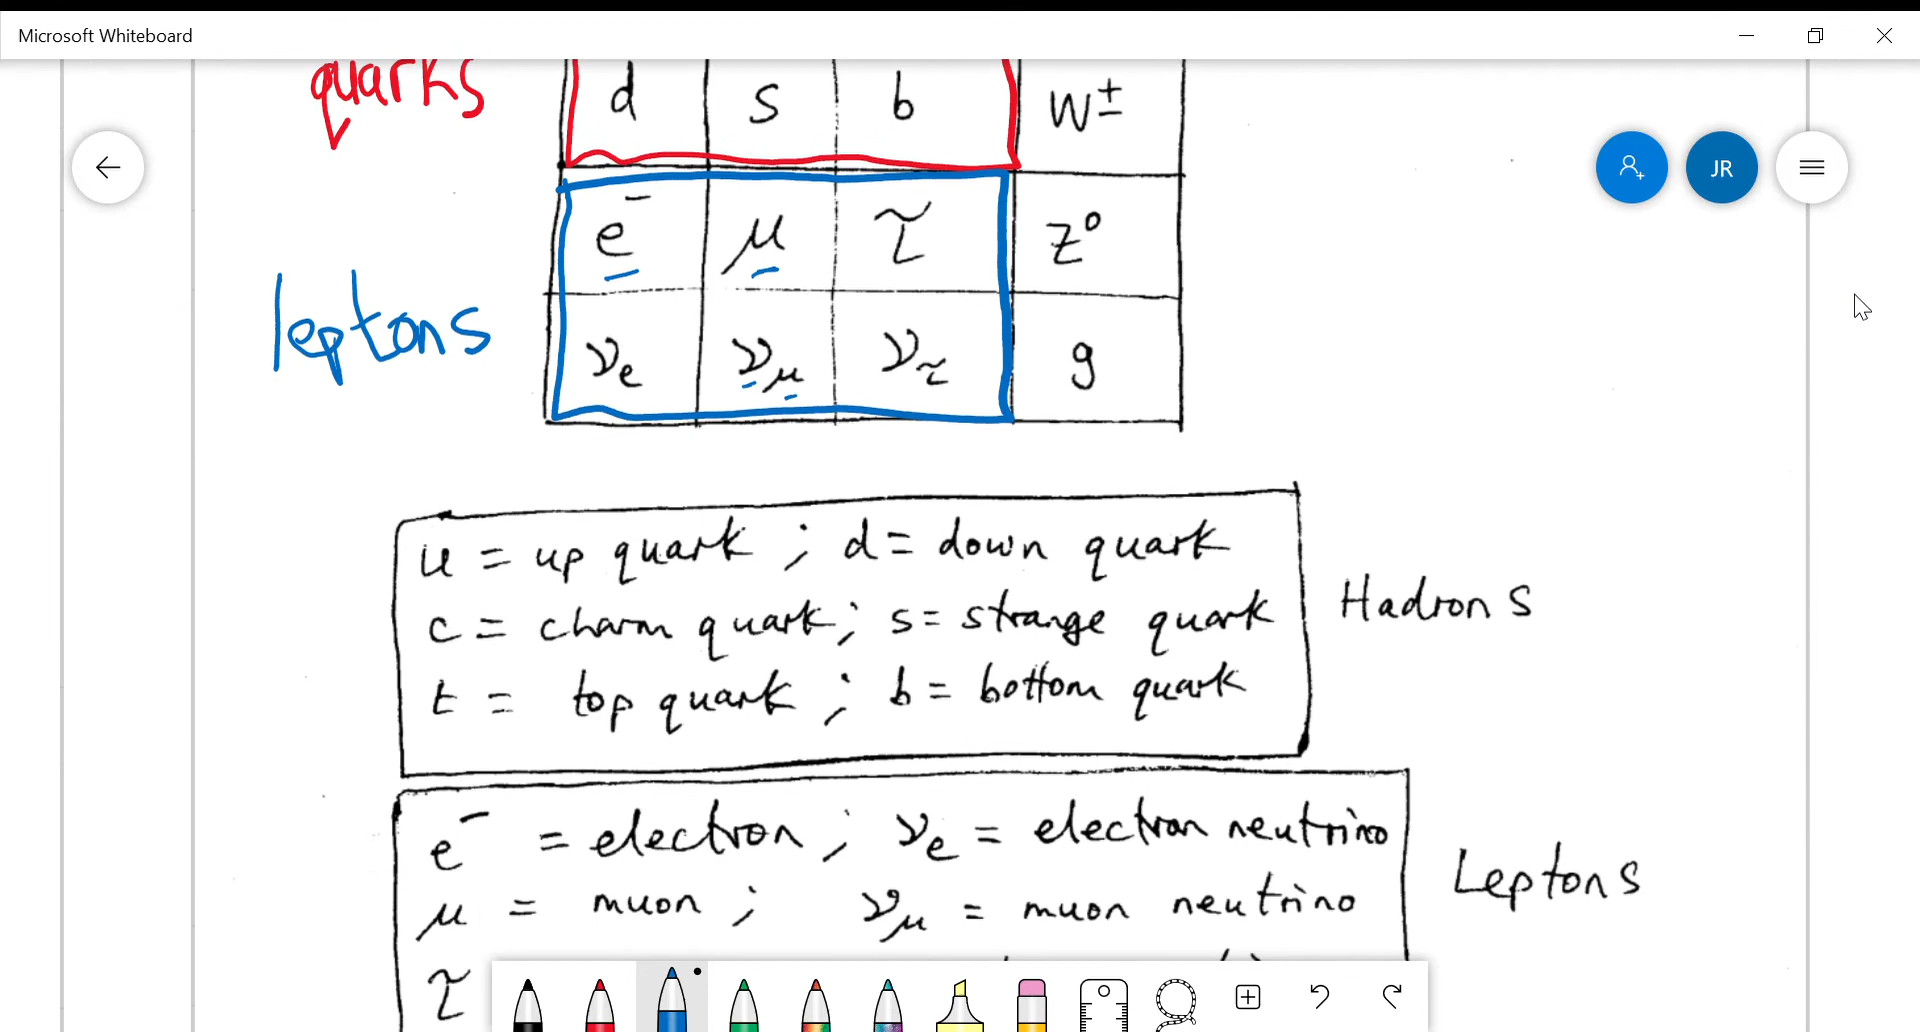 Microsoft Whiteboard
quarks
d s b W±
JR
e⁻ μ τ Z⁰
leptons
νe νμ ντ g
u = up quark ; d = down quark
c = charm quark ; s = strange quark
Hadrons
t = top quark ; b = bottom quark
e⁻ = electron ; νe = electron neutrino
Leptons
μ = muon ; νμ = muon neutrino
τ